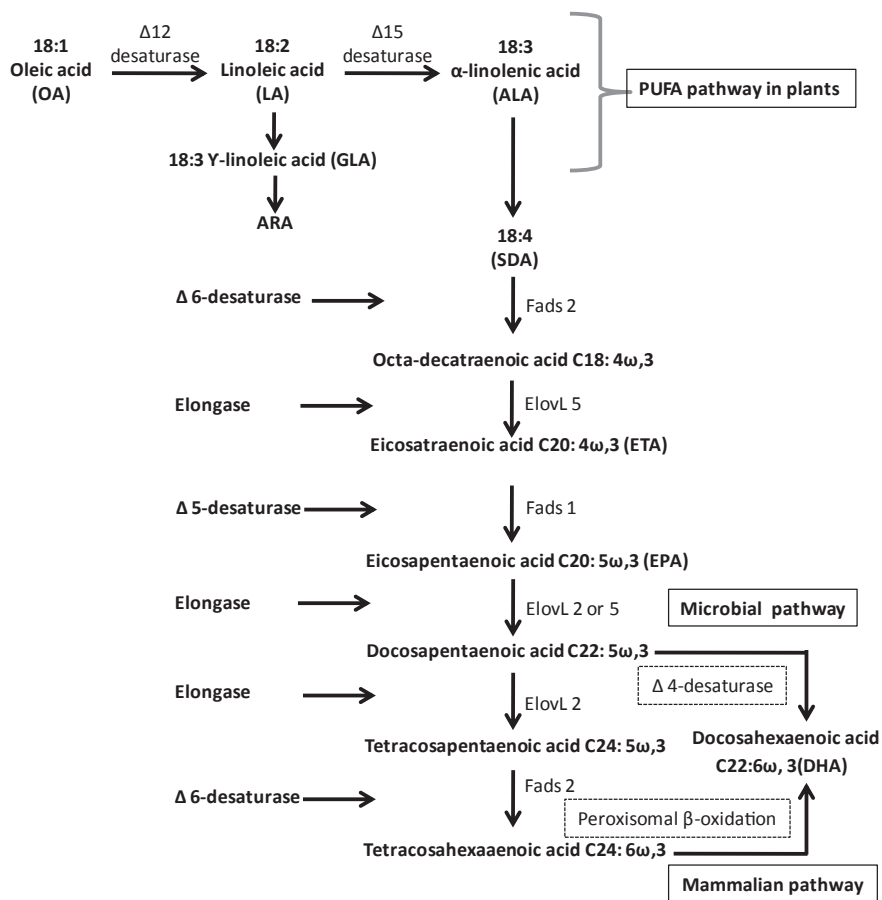 18:1
Oleic acid
(OA)
Δ12
desaturase
18:2
Linoleic acid
(LA)
Δ15
desaturase
18:3
α-linolenic acid
(ALA)
PUFA pathway in plants
18:3 Y-linoleic acid (GLA)
ARA
18:4
(SDA)
Δ 6-desaturase
Fads 2
Octa-decatraenoic acid C18: 4ω,3
Elongase
ElovL 5
Eicosatraenoic acid C20: 4ω,3 (ETA)
Δ 5-desaturase
Fads 1
Eicosapentaenoic acid C20: 5ω,3 (EPA)
Elongase
ElovL 2 or 5
Microbial pathway
Docosapentaenoic acid C22: 5ω,3
Δ 4-desaturase
Elongase
ElovL 2
Docosahexaenoic acid
C22:6ω, 3(DHA)
Tetracosapentaenoic acid C24: 5ω,3
Δ 6-desaturase
Fads 2
Peroxisomal β-oxidation
Tetracosahexaaenoic acid C24: 6ω,3
Mammalian pathway